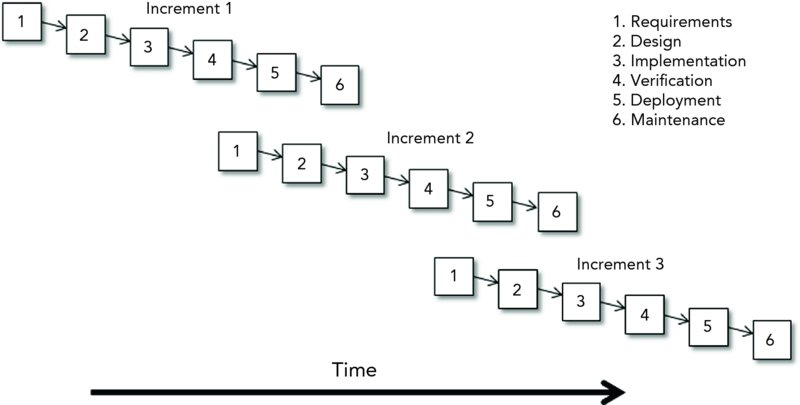 Increment 1
1 2 3 4 5 6
1. Requirements
2. Design
3. Implementation
4. Verification
5. Deployment
6. Maintenance
Increment 2
1 2 3 4 5 6
Increment 3
1 2 3 4 5 6
Time